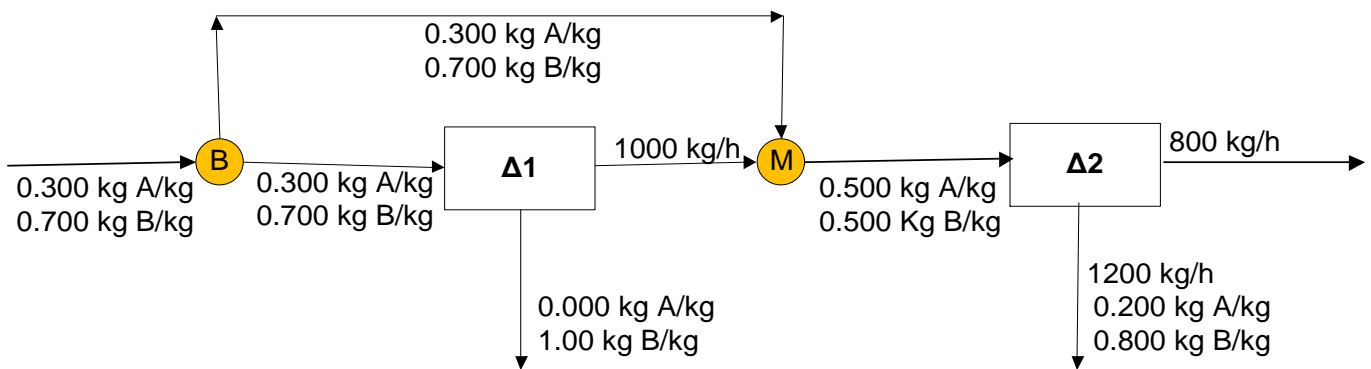 0.300 kg A/kg
0.700 kg B/kg
B
0.300 kg A/kg
0.700 kg B/kg
0.300 kg A/kg
0.700 kg B/kg
Δ1
1000 kg/h
M
0.500 kg A/kg
0.500 Kg B/kg
Δ2
800 kg/h
0.000 kg A/kg
1.00 kg B/kg
1200 kg/h
0.200 kg A/kg
0.800 kg B/kg